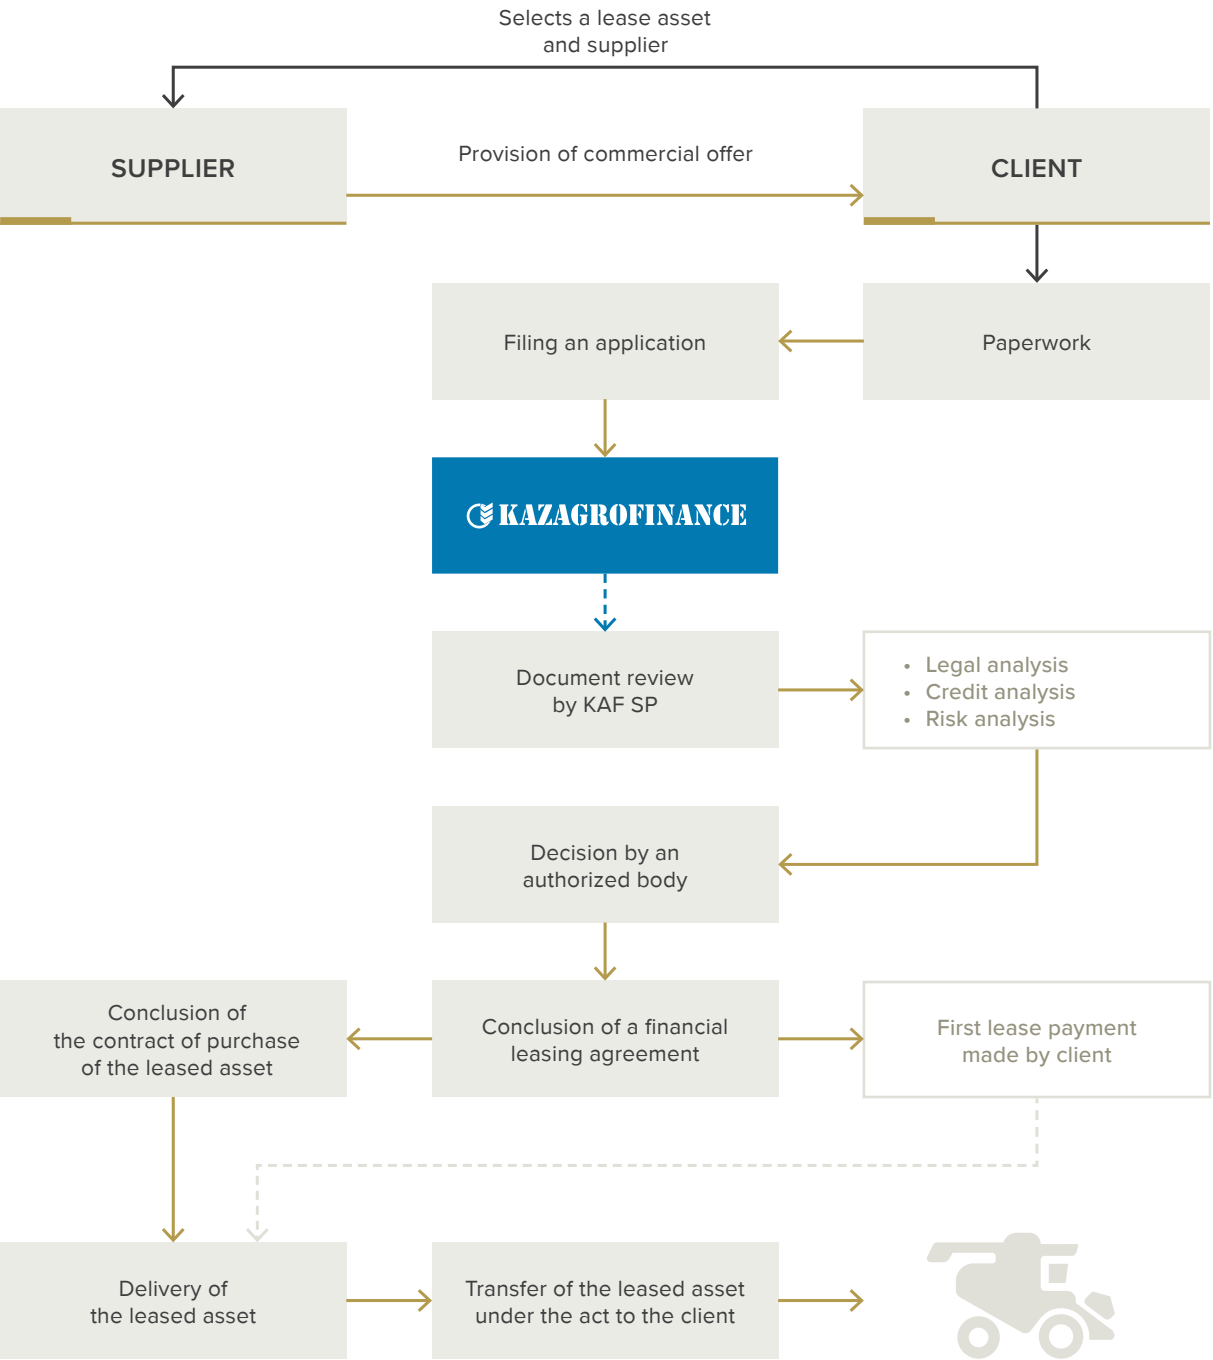 Selects a lease asset
and supplier
SUPPLIER
Provision of commercial offer
CLIENT
Filing an application
Paperwork
KAZAGROFINANCE
Document review
by KAF SP
• Legal analysis
• Credit analysis
• Risk analysis
Decision by an
authorized body
Conclusion of
the contract of purchase
of the leased asset
Conclusion of a financial
leasing agreement
First lease payment
made by client
Delivery of
the leased asset
Transfer of the leased asset
under the act to the client